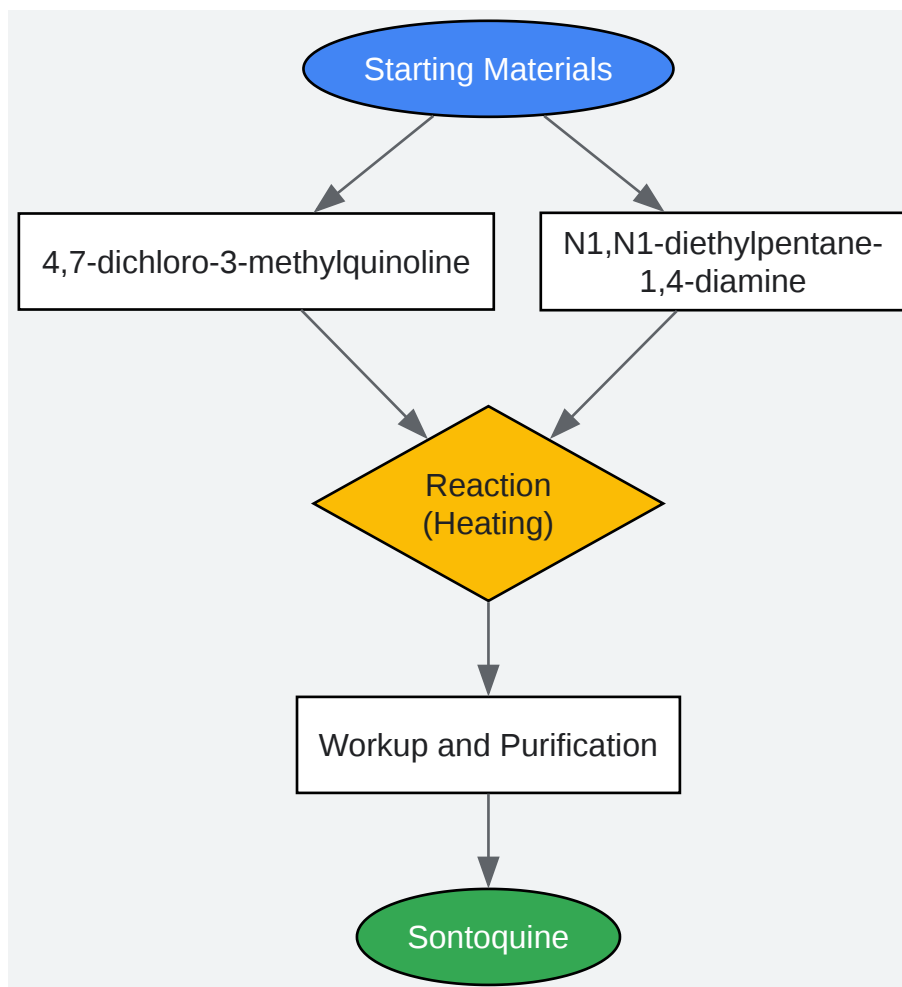 Starting Materials
4,7-dichloro-3-methylquinoline
N1,N1-diethylpentane-
1,4-diamine
Reaction
(Heating)
Workup and Purification
Sontoquine